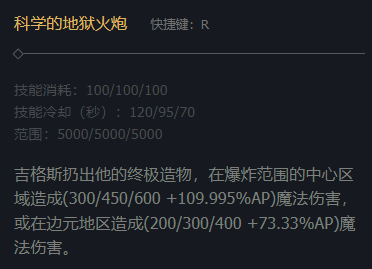 科学的地狱火炮 快捷键：R
技能消耗：100/100/100
技能冷却（秒）：120/95/70
范围：5000/5000/5000
吉格斯扔出他的终极造物，在爆炸范围的中心区
域造成(300/450/600 +109.995%AP)魔法伤害，
或在边元地区造成(200/300/400 +73.33%AP)魔
法伤害。